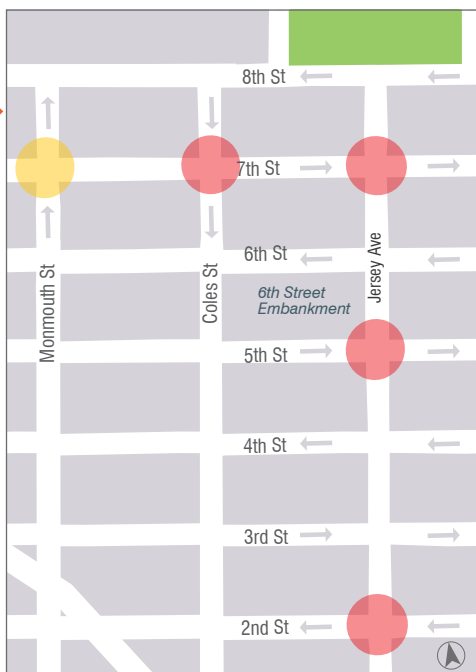 8th St
7th St
6th St
Monmouth St
Coles St
Jersey Ave
6th Street
Embankment
5th St
4th St
3rd St
2nd St